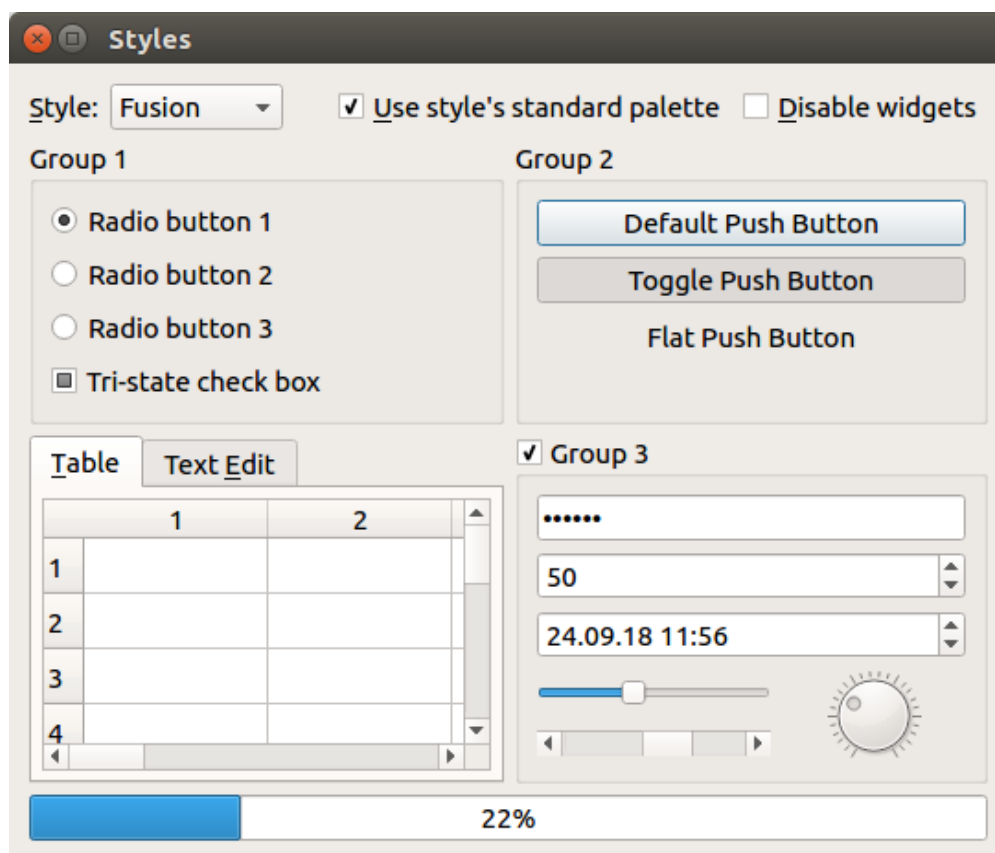 Styles
Style: Fusion Use style's standard palette Disable widgets
Group 1
Radio button 1
Radio button 2
Radio button 3
Tri-state check box
Group 2
Default Push Button
Toggle Push Button
Flat Push Button
Table Text Edit
1 2
1
2
3
4
Group 3
••••••
50
24.09.18 11:56
22%